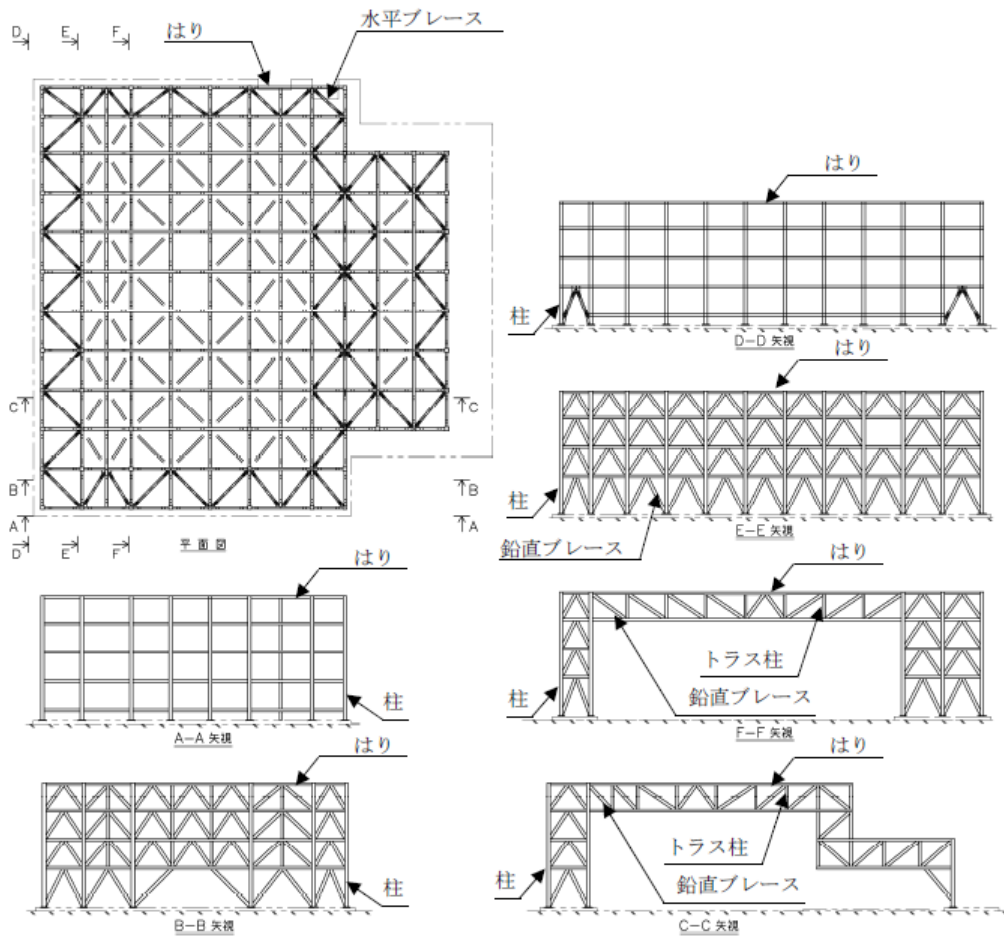 水平ブレース
はり
D
E
F
C
C
B
B
A
A
D
E
F
平面図
はり
柱
D-D 矢視
はり
柱
鉛直ブレース
E-E 矢視
はり
柱
A-A 矢視
トラス柱
柱
鉛直ブレース
F-F 矢視
はり
柱
B-B 矢視
はり
トラス柱
柱
鉛直ブレース
C-C 矢視